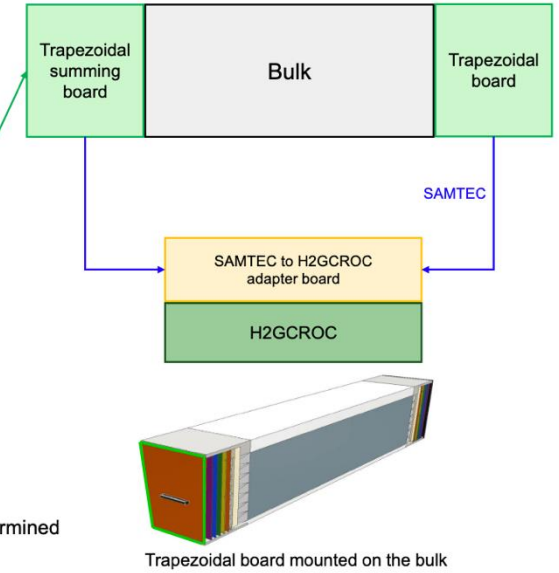 Trapezoidal
summing
board
Bulk
Trapezoidal
board
SAMTEC
SAMTEC to H2GCROC
adapter board
H2GCROC
rmined
Trapezoidal board mounted on the bulk